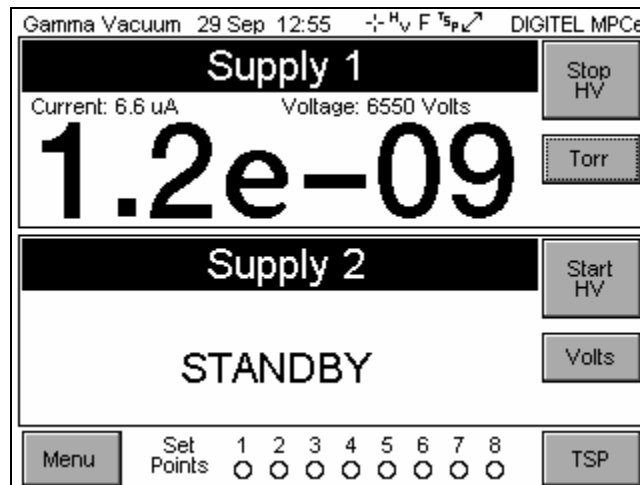 Gamma Vacuum 29 Sep 12:55 HV F TSP DIGITEL MPCe
Supply 1
Stop
HV
Current: 6.6 uA Voltage: 6550 Volts
1.2e-09
Torr
Supply 2
Start
HV
STANDBY
Volts
Menu
Set
Points
1 2 3 4 5 6 7 8
TSP